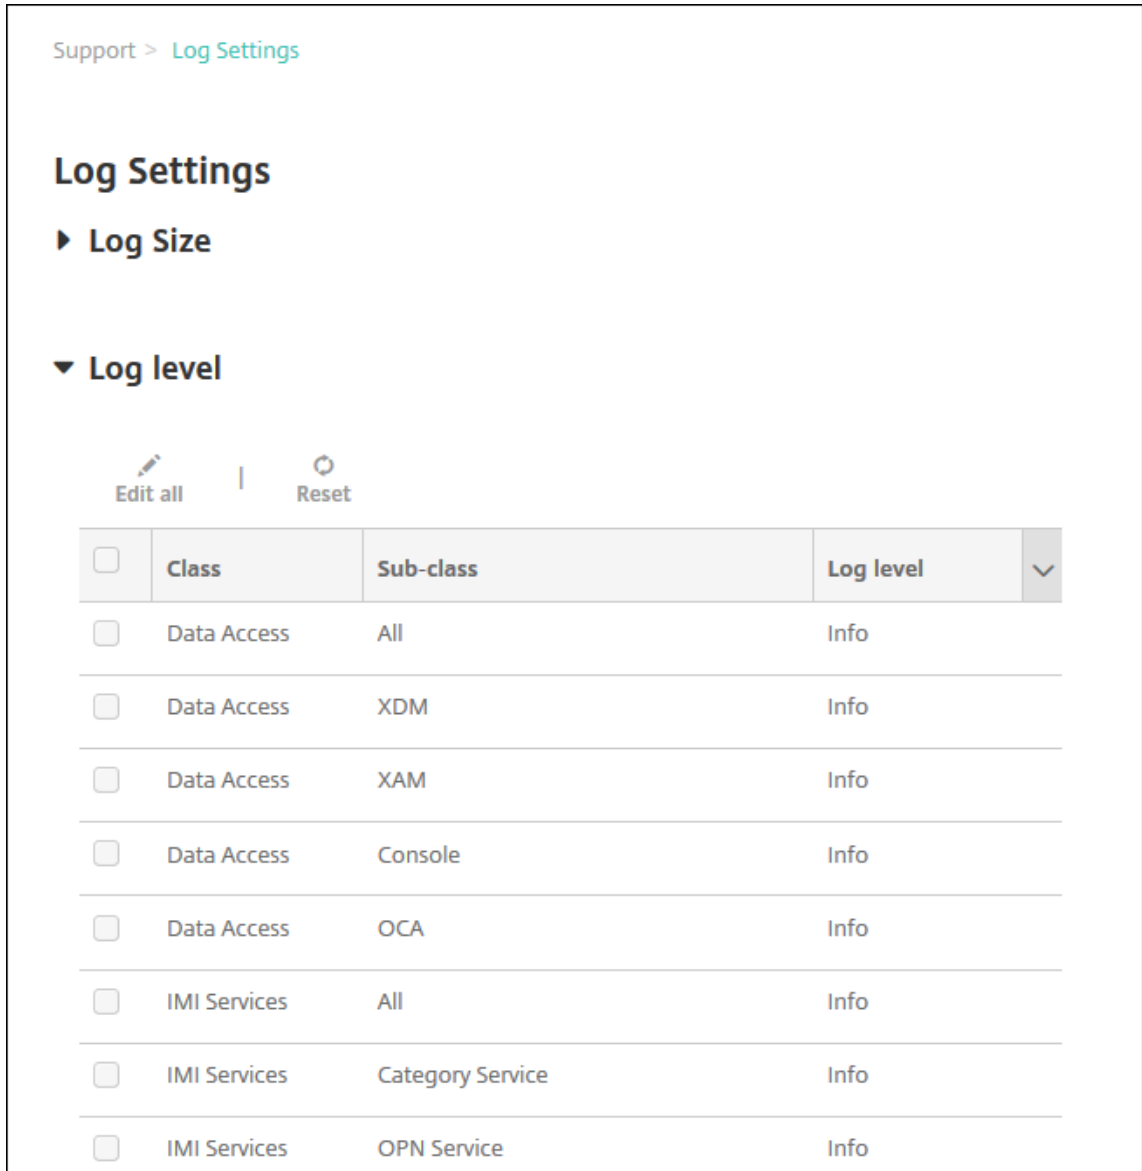 Support > Log Settings
Log Settings
Log Size
Log level
Edit all | Reset
Class Sub-class Log level
Data Access All Info
Data Access XDM Info
Data Access XAM Info
Data Access Console Info
Data Access OCA Info
IMI Services All Info
IMI Services Category Service Info
IMI Services OPN Service Info